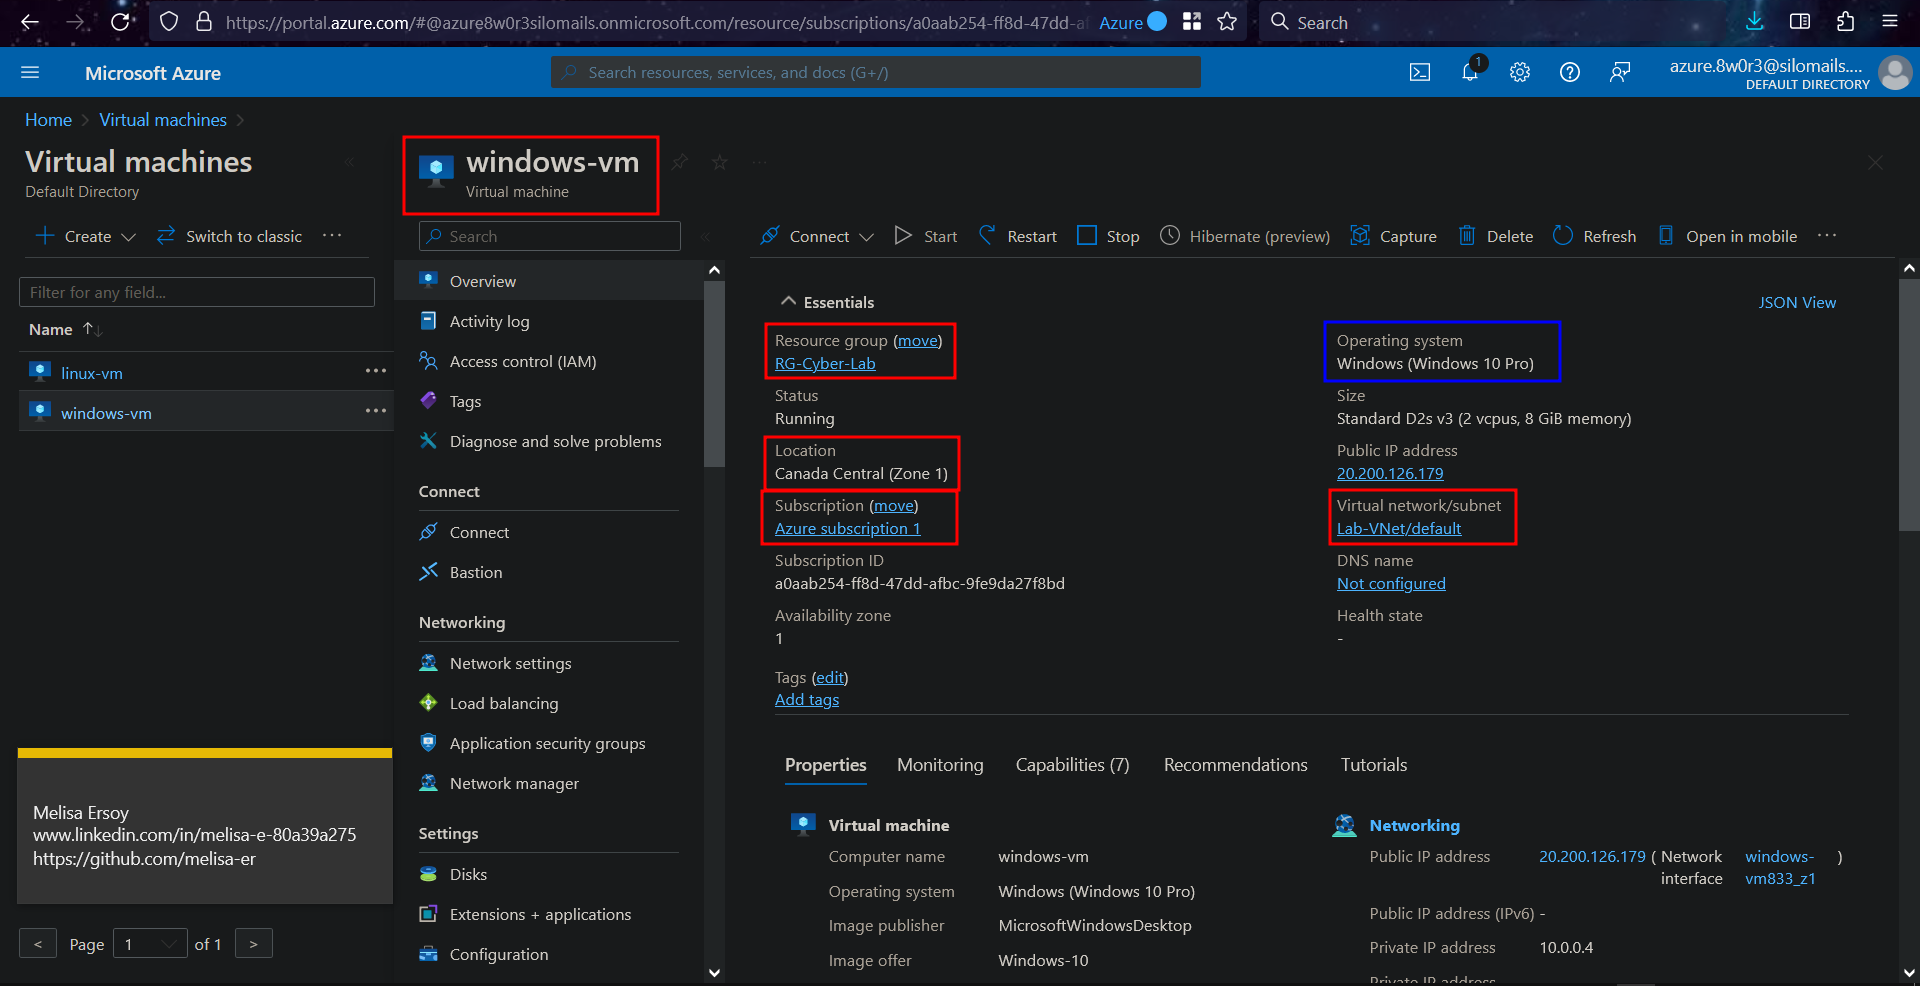 https://portal.azure.com/#@azure8w0r3silomails.onmicrosoft.com/resource/subscriptions/a0aab254-ff8d-47dd-af
Azure
Search
Microsoft Azure
Search resources, services, and docs (G+/)
1
azure.8w0r3@silomails....
DEFAULT DIRECTORY
Home > Virtual machines >
Virtual machines
Default Directory
Create
Switch to classic
...
Filter for any field...
Name ↑↓
linux-vm ...
windows-vm ...
Melisa Ersoy
www.linkedin.com/in/melisa-e-80a39a275
https://github.com/melisa-er
< Page 1 of 1 >
windows-vm
Virtual machine
Search
Overview
Activity log
Access control (IAM)
Tags
Diagnose and solve problems
Connect
Connect
Bastion
Networking
Network settings
Load balancing
Application security groups
Network manager
Settings
Disks
Extensions + applications
Configuration
Connect
Start
Restart
Stop
Hibernate (preview)
Capture
Delete
Refresh
Open in mobile
...
Essentials
JSON View
Resource group (move)
RG-Cyber-Lab
Status
Running
Location
Canada Central (Zone 1)
Subscription (move)
Azure subscription 1
Subscription ID
a0aab254-ff8d-47dd-afbc-9fe9da27f8bd
Availability zone
1
Operating system
Windows (Windows 10 Pro)
Size
Standard D2s v3 (2 vcpus, 8 GiB memory)
Public IP address
20.200.126.179
Virtual network/subnet
Lab-VNet/default
DNS name
Not configured
Health state
-
Tags (edit)
Add tags
Properties
Monitoring
Capabilities (7)
Recommendations
Tutorials
Virtual machine
Computer name windows-vm
Operating system Windows (Windows 10 Pro)
Image publisher MicrosoftWindowsDesktop
Image offer Windows-10
Networking
Public IP address 20.200.126.179 ( Network interface windows-vm833_z1 )
Public IP address (IPv6) -
Private IP address 10.0.0.4
Private IP address